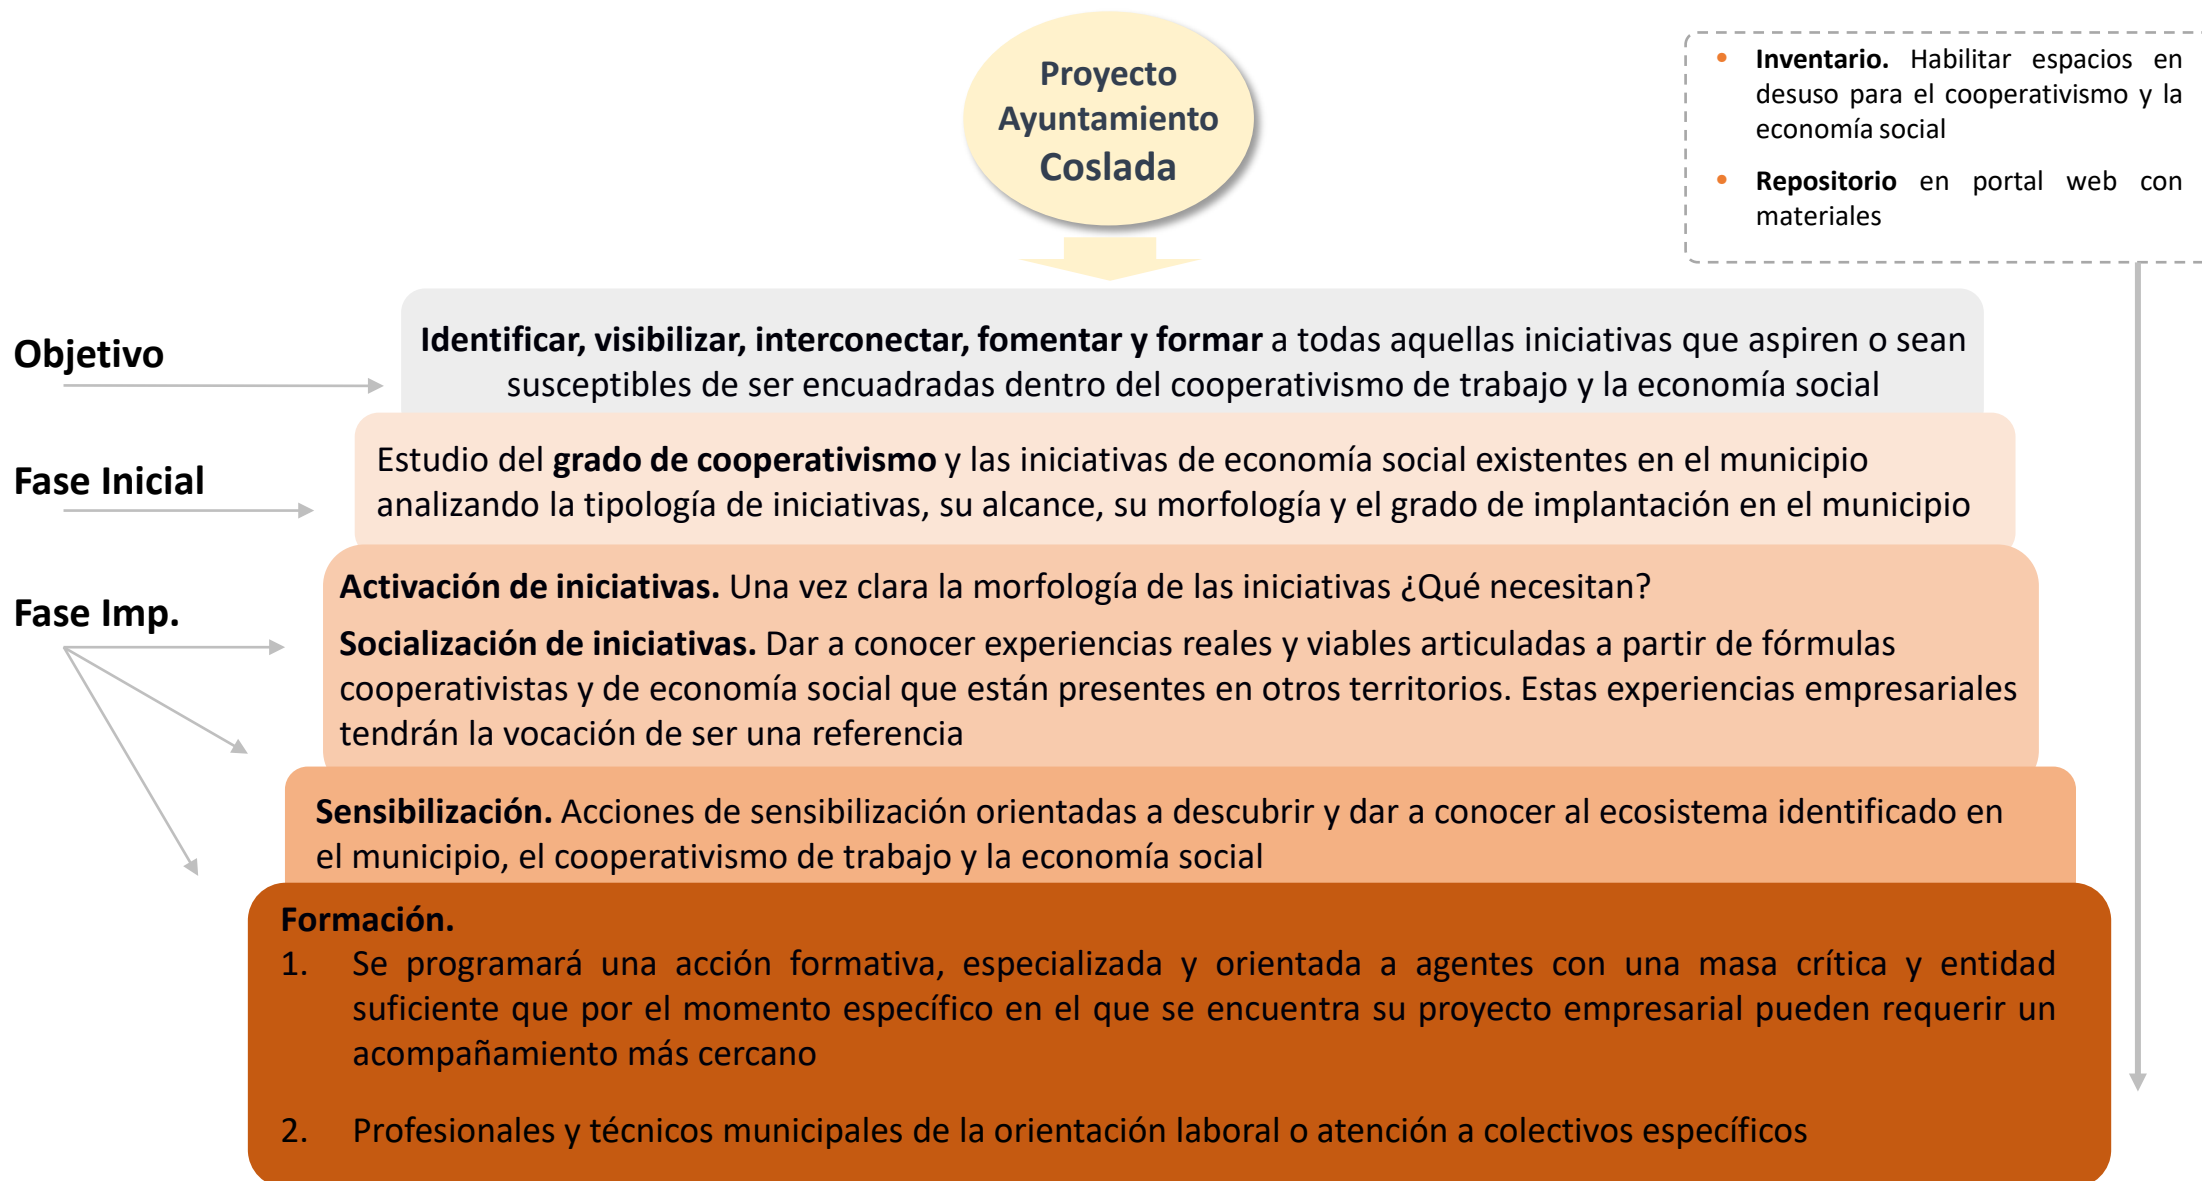 Proyecto
Ayuntamiento
Coslada
• Inventario. Habilitar espacios en
desuso para el cooperativismo y la
economía social
• Repositorio en portal web con
materiales
Objetivo
Identificar, visibilizar, interconectar, fomentar y formar a todas aquellas iniciativas que aspiren o sean
susceptibles de ser encuadradas dentro del cooperativismo de trabajo y la economía social
Fase Inicial
Estudio del grado de cooperativismo y las iniciativas de economía social existentes en el municipio
analizando la tipología de iniciativas, su alcance, su morfología y el grado de implantación en el municipio
Fase Imp.
Activación de iniciativas. Una vez clara la morfología de las iniciativas ¿Qué necesitan?
Socialización de iniciativas. Dar a conocer experiencias reales y viables articuladas a partir de fórmulas
cooperativistas y de economía social que están presentes en otros territorios. Estas experiencias empresariales
tendrán la vocación de ser una referencia
Sensibilización. Acciones de sensibilización orientadas a descubrir y dar a conocer al ecosistema identificado en
el municipio, el cooperativismo de trabajo y la economía social
Formación.
1. Se programará una acción formativa, especializada y orientada a agentes con una masa crítica y entidad
suficiente que por el momento específico en el que se encuentra su proyecto empresarial pueden requerir un
acompañamiento más cercano
2. Profesionales y técnicos municipales de la orientación laboral o atención a colectivos específicos